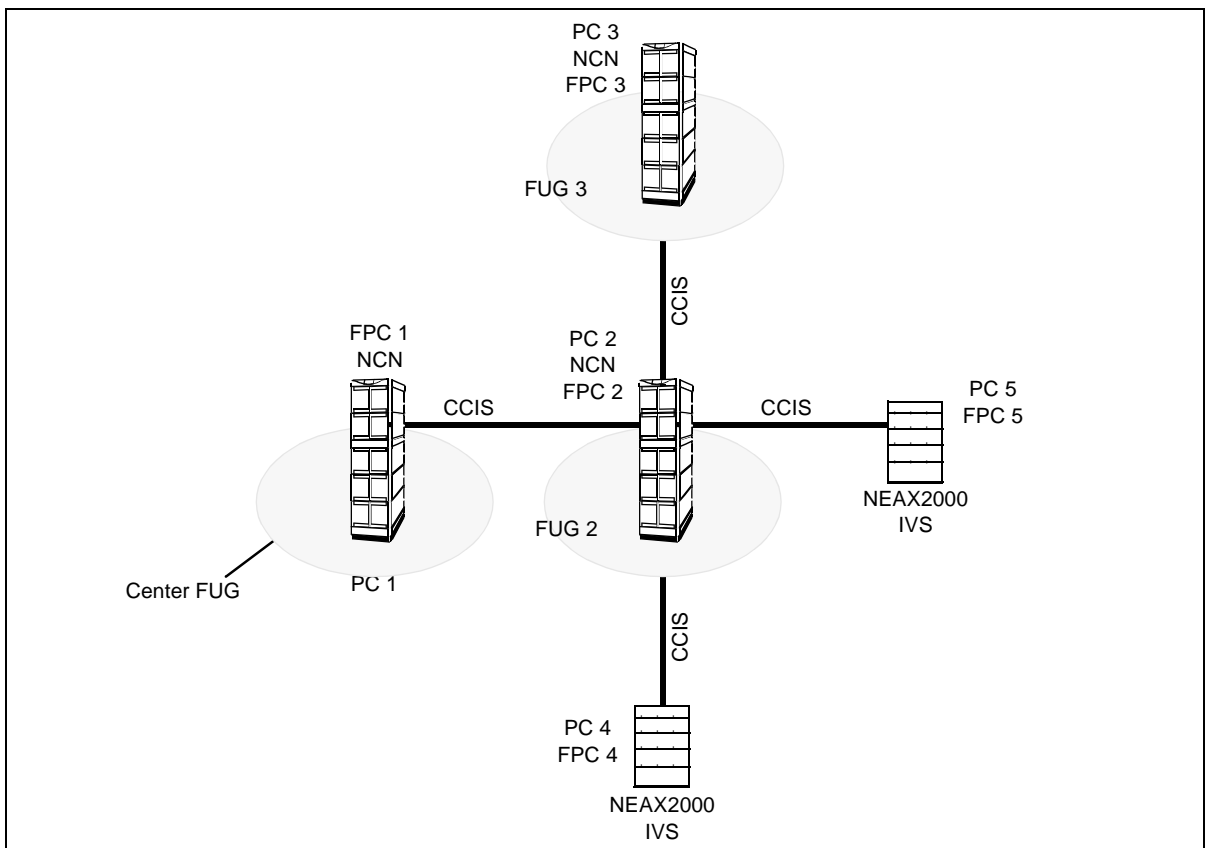 PC 3
NCN
FPC 3
FUG 3
CCIS
FPC 1
NCN
PC 2
NCN
FPC 2
CCIS
CCIS
PC 5
FPC 5
NEAX2000
IVS
FUG 2
Center FUG
PC 1
CCIS
PC 4
FPC 4
NEAX2000
IVS